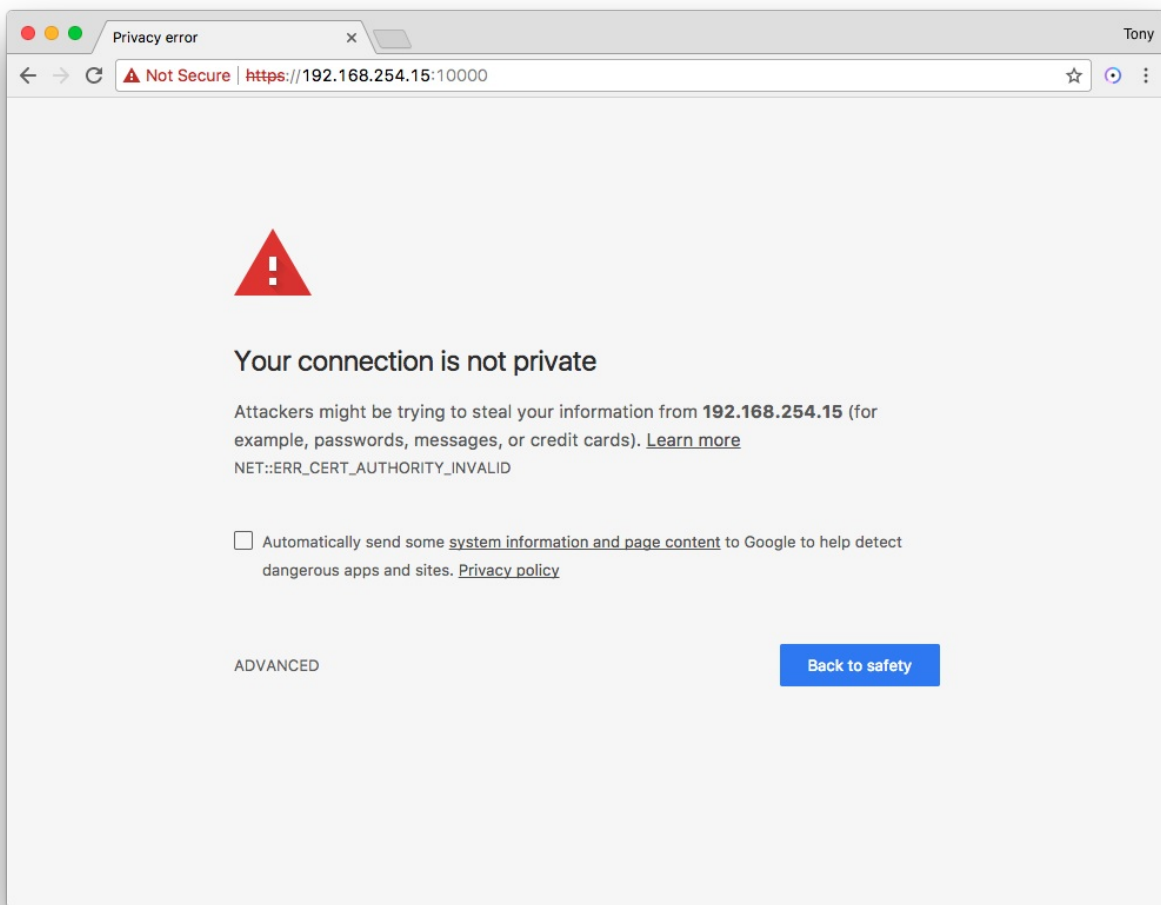 Privacy error
Tony
Not Secure | https://192.168.254.15:10000
Your connection is not private
Attackers might be trying to steal your information from 192.168.254.15 (for
example, passwords, messages, or credit cards). Learn more
NET::ERR_CERT_AUTHORITY_INVALID
Automatically send some system information and page content to Google to help detect
dangerous apps and sites. Privacy policy
ADVANCED
Back to safety